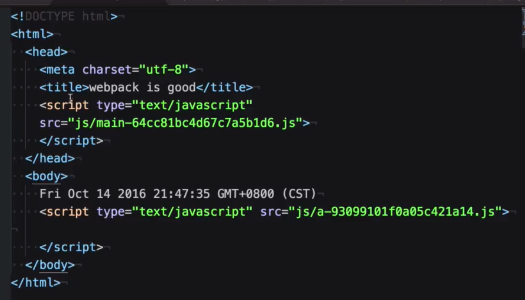 <!DOCTYPE html>
<html>
<head>
<meta charset="utf-8">
<title>webpack is good</title>
<script type="text/javascript"
src="js/main-64cc81bc4d67c7a5b1d6.js">
</script>
</head>
<body>
Fri Oct 14 2016 21:47:35 GMT+0800 (CST)
<script type="text/javascript" src="js/a-93099101f0a05c421a14.js">
</script>
</body>
</html>